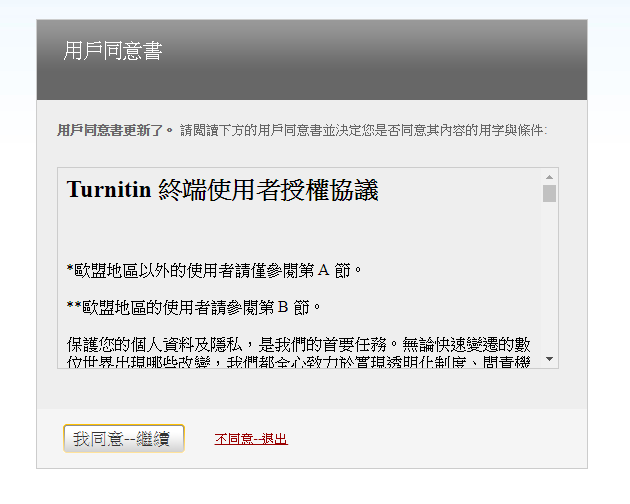 用戶同意書
用戶同意書更新了。 請閱讀下方的用戶同意書並決定您是否同意其內容的用字與條件:
Turnitin 終端使用者授權協議
*歐盟地區以外的使用者請僅參閱第 A 節。
**歐盟地區的使用者請參閱第 B 節。
保護您的個人資料及隱私，是我們的首要任務。無論快速變遷的數
位世界出現哪些改變，我們都全心致力於實現透明化制度、問責機
我同意--繼續
不同意--退出